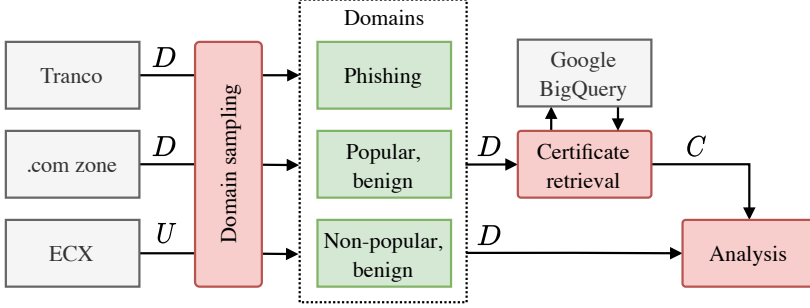 Domains
Tranco
D
Domain sampling
Phishing
Google
BigQuery
.com zone
D
Popular,
benign
D
Certificate
retrieval
C
ECX
U
Non-popular,
benign
D
Analysis